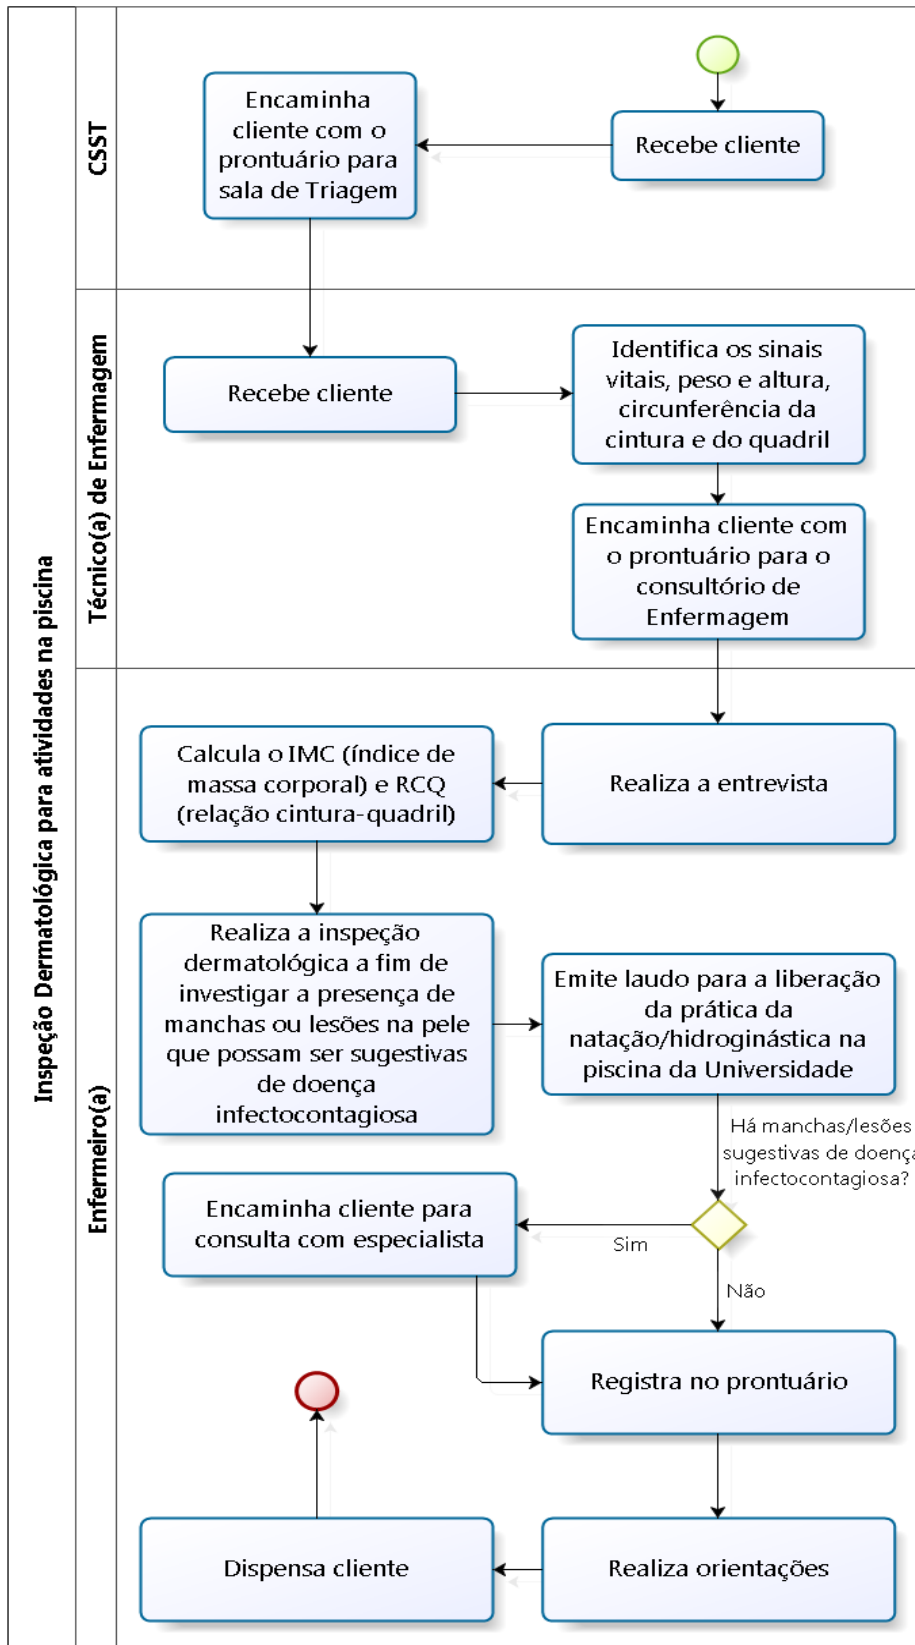 Inspeção Dermatológica para atividades na piscina
CSST
Recebe cliente
Encaminha
cliente com o
prontuário para
sala de Triagem
Técnico(a) de Enfermagem
Recebe cliente
Identifica os sinais
vitais, peso e altura,
circunferência da
cintura e do quadril
Encaminha cliente com
o prontuário para o
consultório de
Enfermagem
Enfermeiro(a)
Realiza a entrevista
Calcula o IMC (índice de
massa corporal) e RCQ
(relação cintura-quadril)
Realiza a inspeção
dermatológica a fim de
investigar a presença de
manchas ou lesões na pele
que possam ser sugestivas
de doença
infectocontagiosa
Emite laudo para a liberação
da prática da
natação/hidroginástica na
piscina da Universidade
Há manchas/lesões
sugestivas de doença
infectocontagiosa?
Sim
Não
Encaminha cliente para
consulta com especialista
Registra no prontuário
Realiza orientações
Dispensa cliente